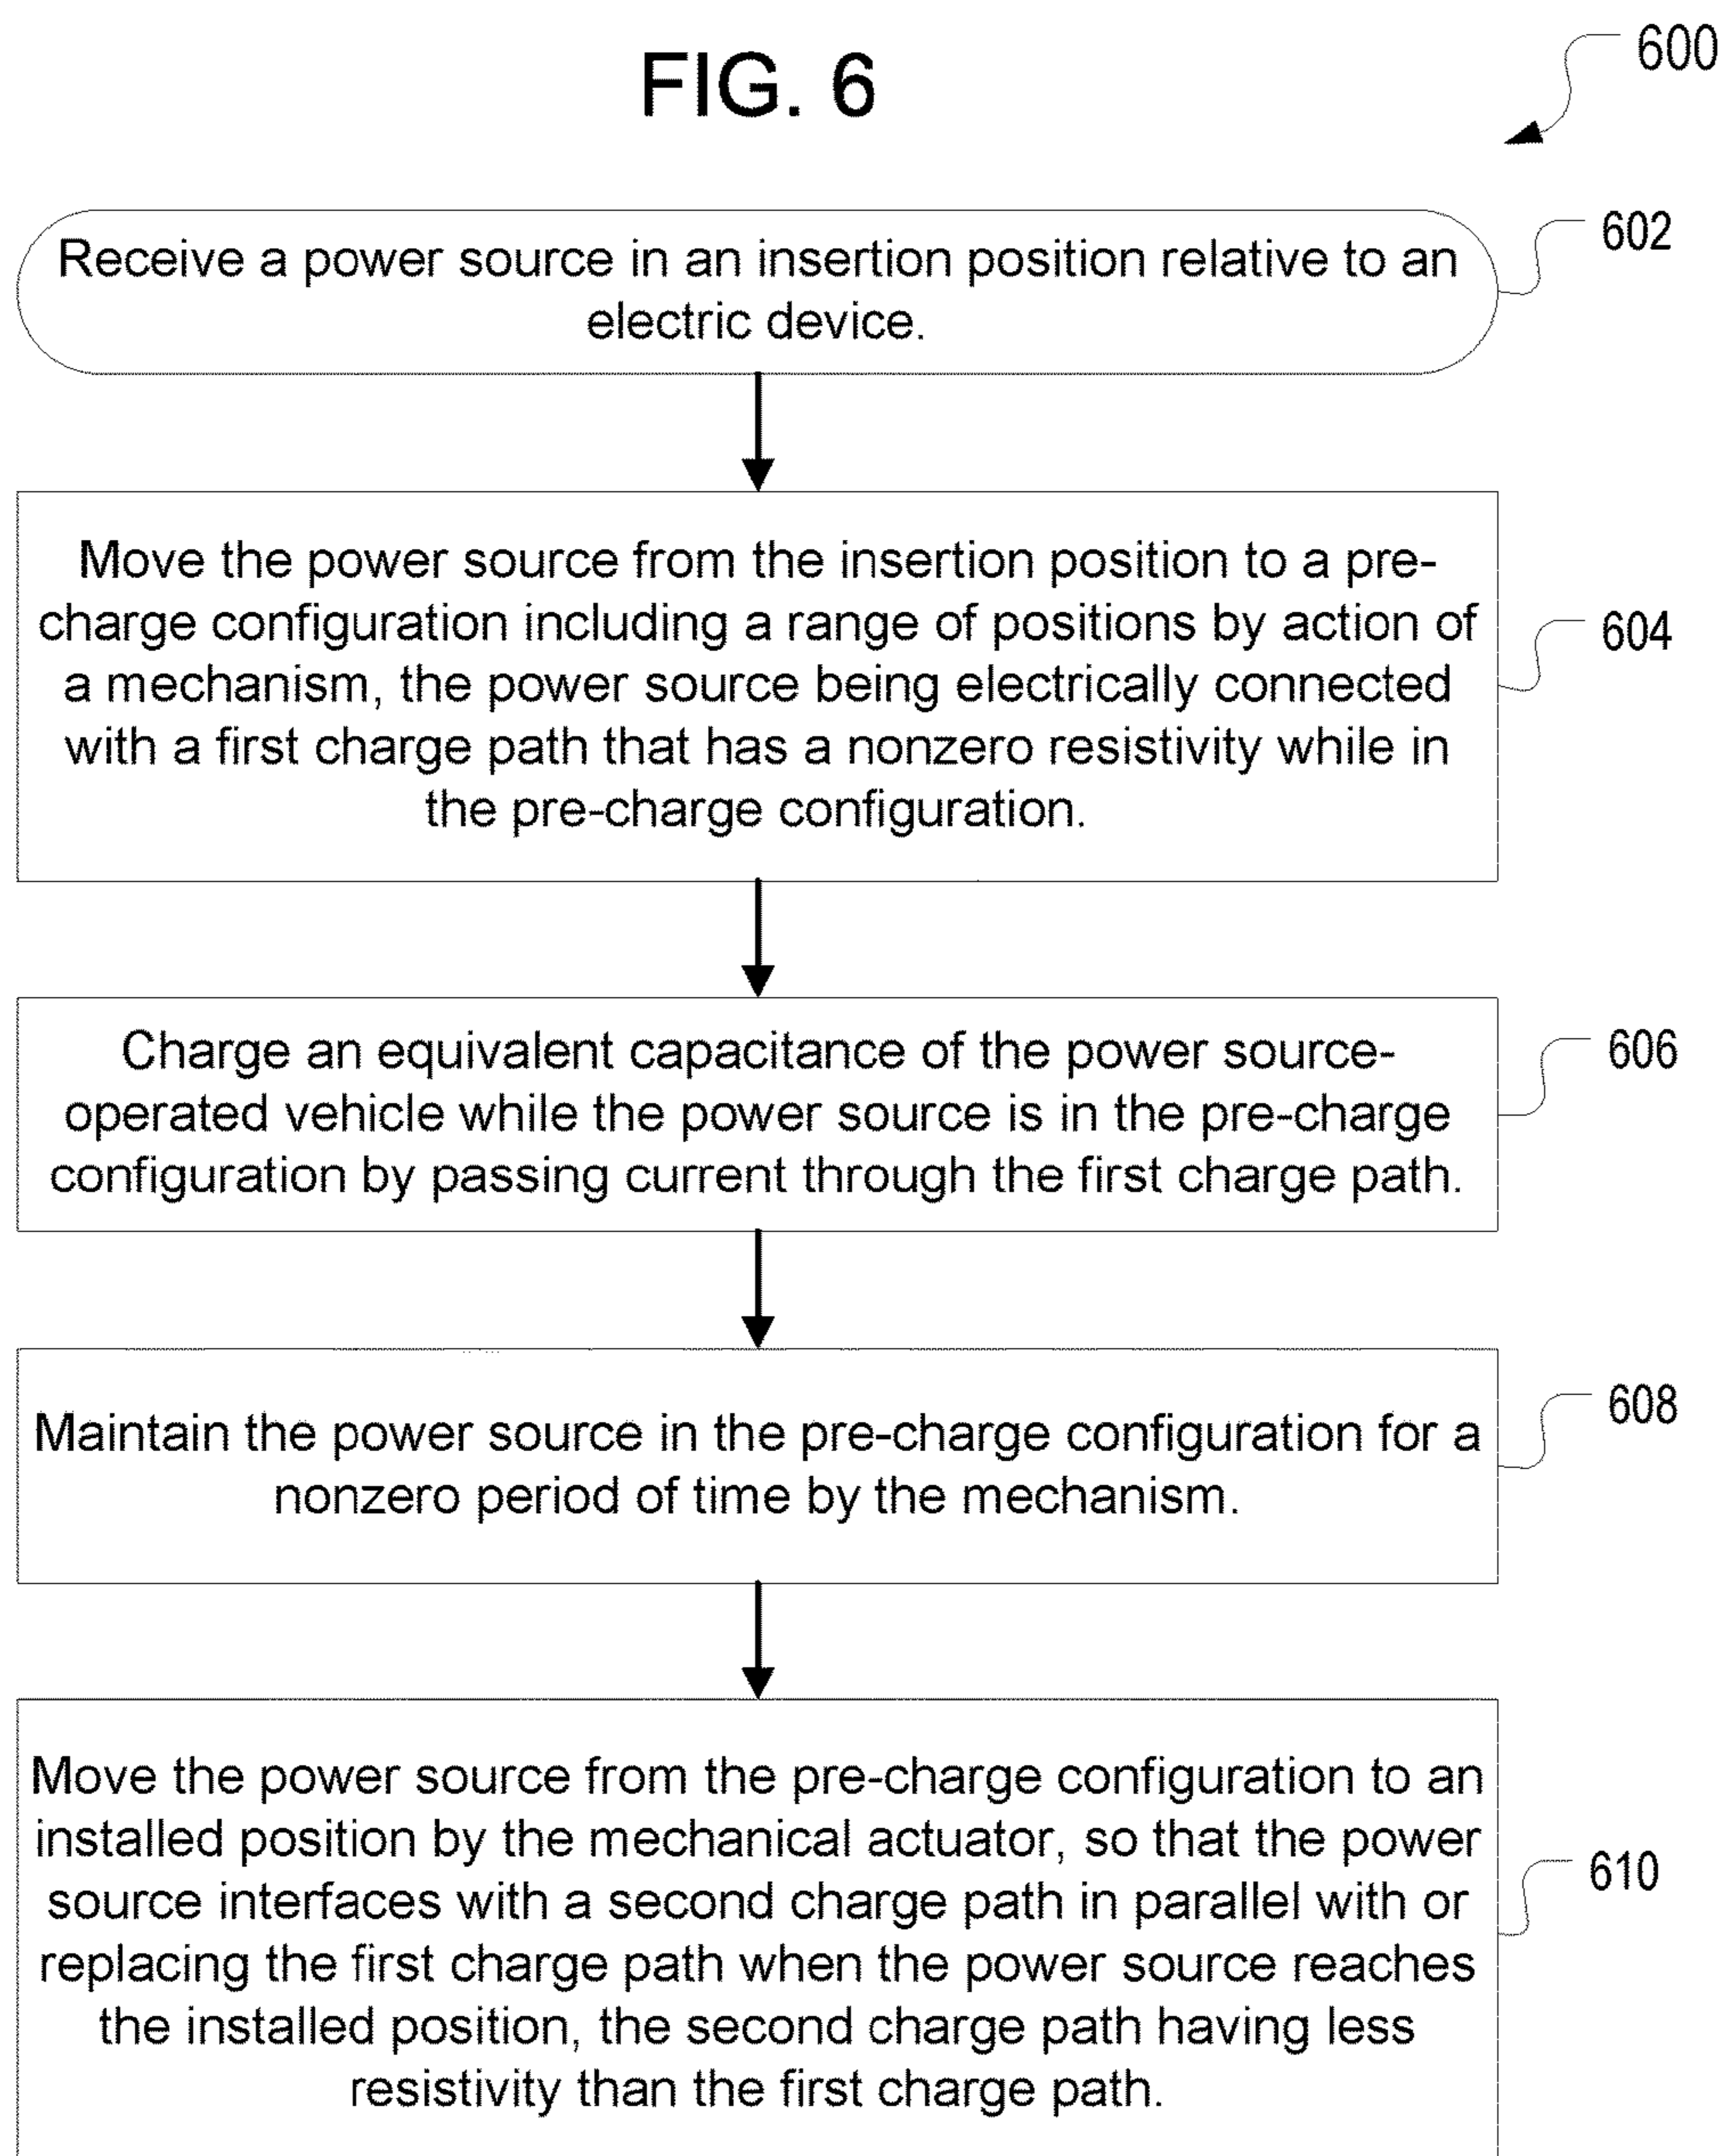 FIG. 6
600
Receive a power source in an insertion position relative to an
electric device.
602
Move the power source from the insertion position to a pre-
charge configuration including a range of positions by action of
a mechanism, the power source being electrically connected
with a first charge path that has a nonzero resistivity while in
the pre-charge configuration.
604
Charge an equivalent capacitance of the power source-
operated vehicle while the power source is in the pre-charge
configuration by passing current through the first charge path.
606
Maintain the power source in the pre-charge configuration for a
nonzero period of time by the mechanism.
608
Move the power source from the pre-charge configuration to an
installed position by the mechanical actuator, so that the power
source interfaces with a second charge path in parallel with or
replacing the first charge path when the power source reaches
the installed position, the second charge path having less
resistivity than the first charge path.
610